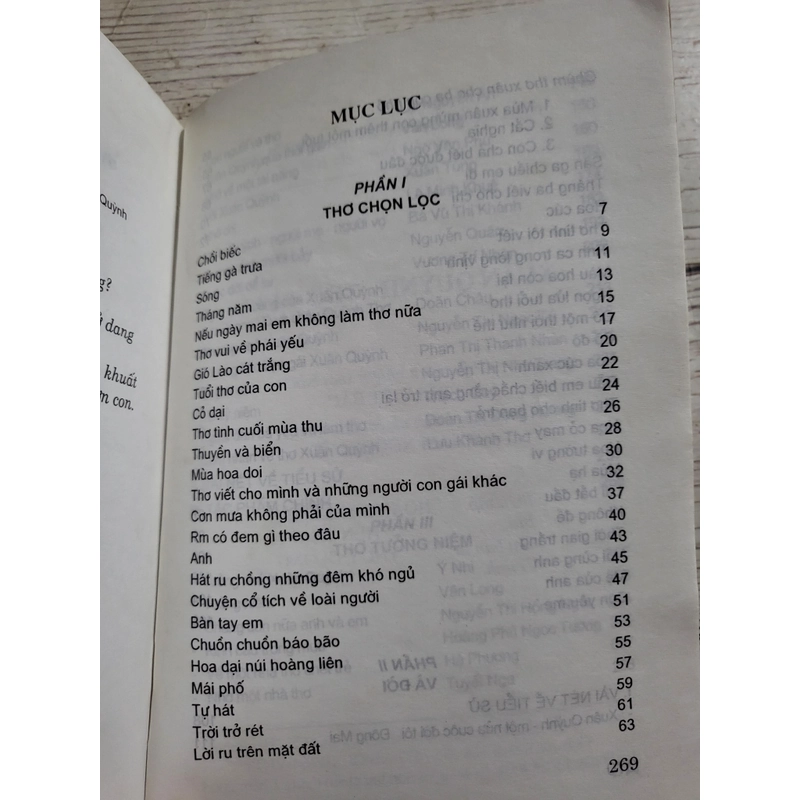 Quỳnh
g?
dang
khuất
con.
MỤC LỤC
PHẦN I
THƠ CHỌN LỌC
Chồi biếc 7
Tiếng gà trưa 9
Sóng 11
Tháng năm 13
Nếu ngày mai em không làm thơ nữa 15
Thơ vui về phái yếu 17
Gió Lào cát trắng 20
Tuổi thơ của con 22
Cỏ dại 24
Thơ tình cuối mùa thu 26
Thuyền và biển 28
Mùa hoa doi 30
Thơ viết cho mình và những người con gái khác 32
Cơn mưa không phải của mình 37
Rm có đem gì theo đâu 40
Anh 43
Hát ru chồng những đêm khó ngủ 45
Chuyện cổ tích về loài người 47
Bàn tay em 51
Chuồn chuồn báo bão 53
Hoa dại núi hoàng liên 55
Mái phố 57
Tự hát 59
Trời trở rét 61
Lời ru trên mặt đất 63
269